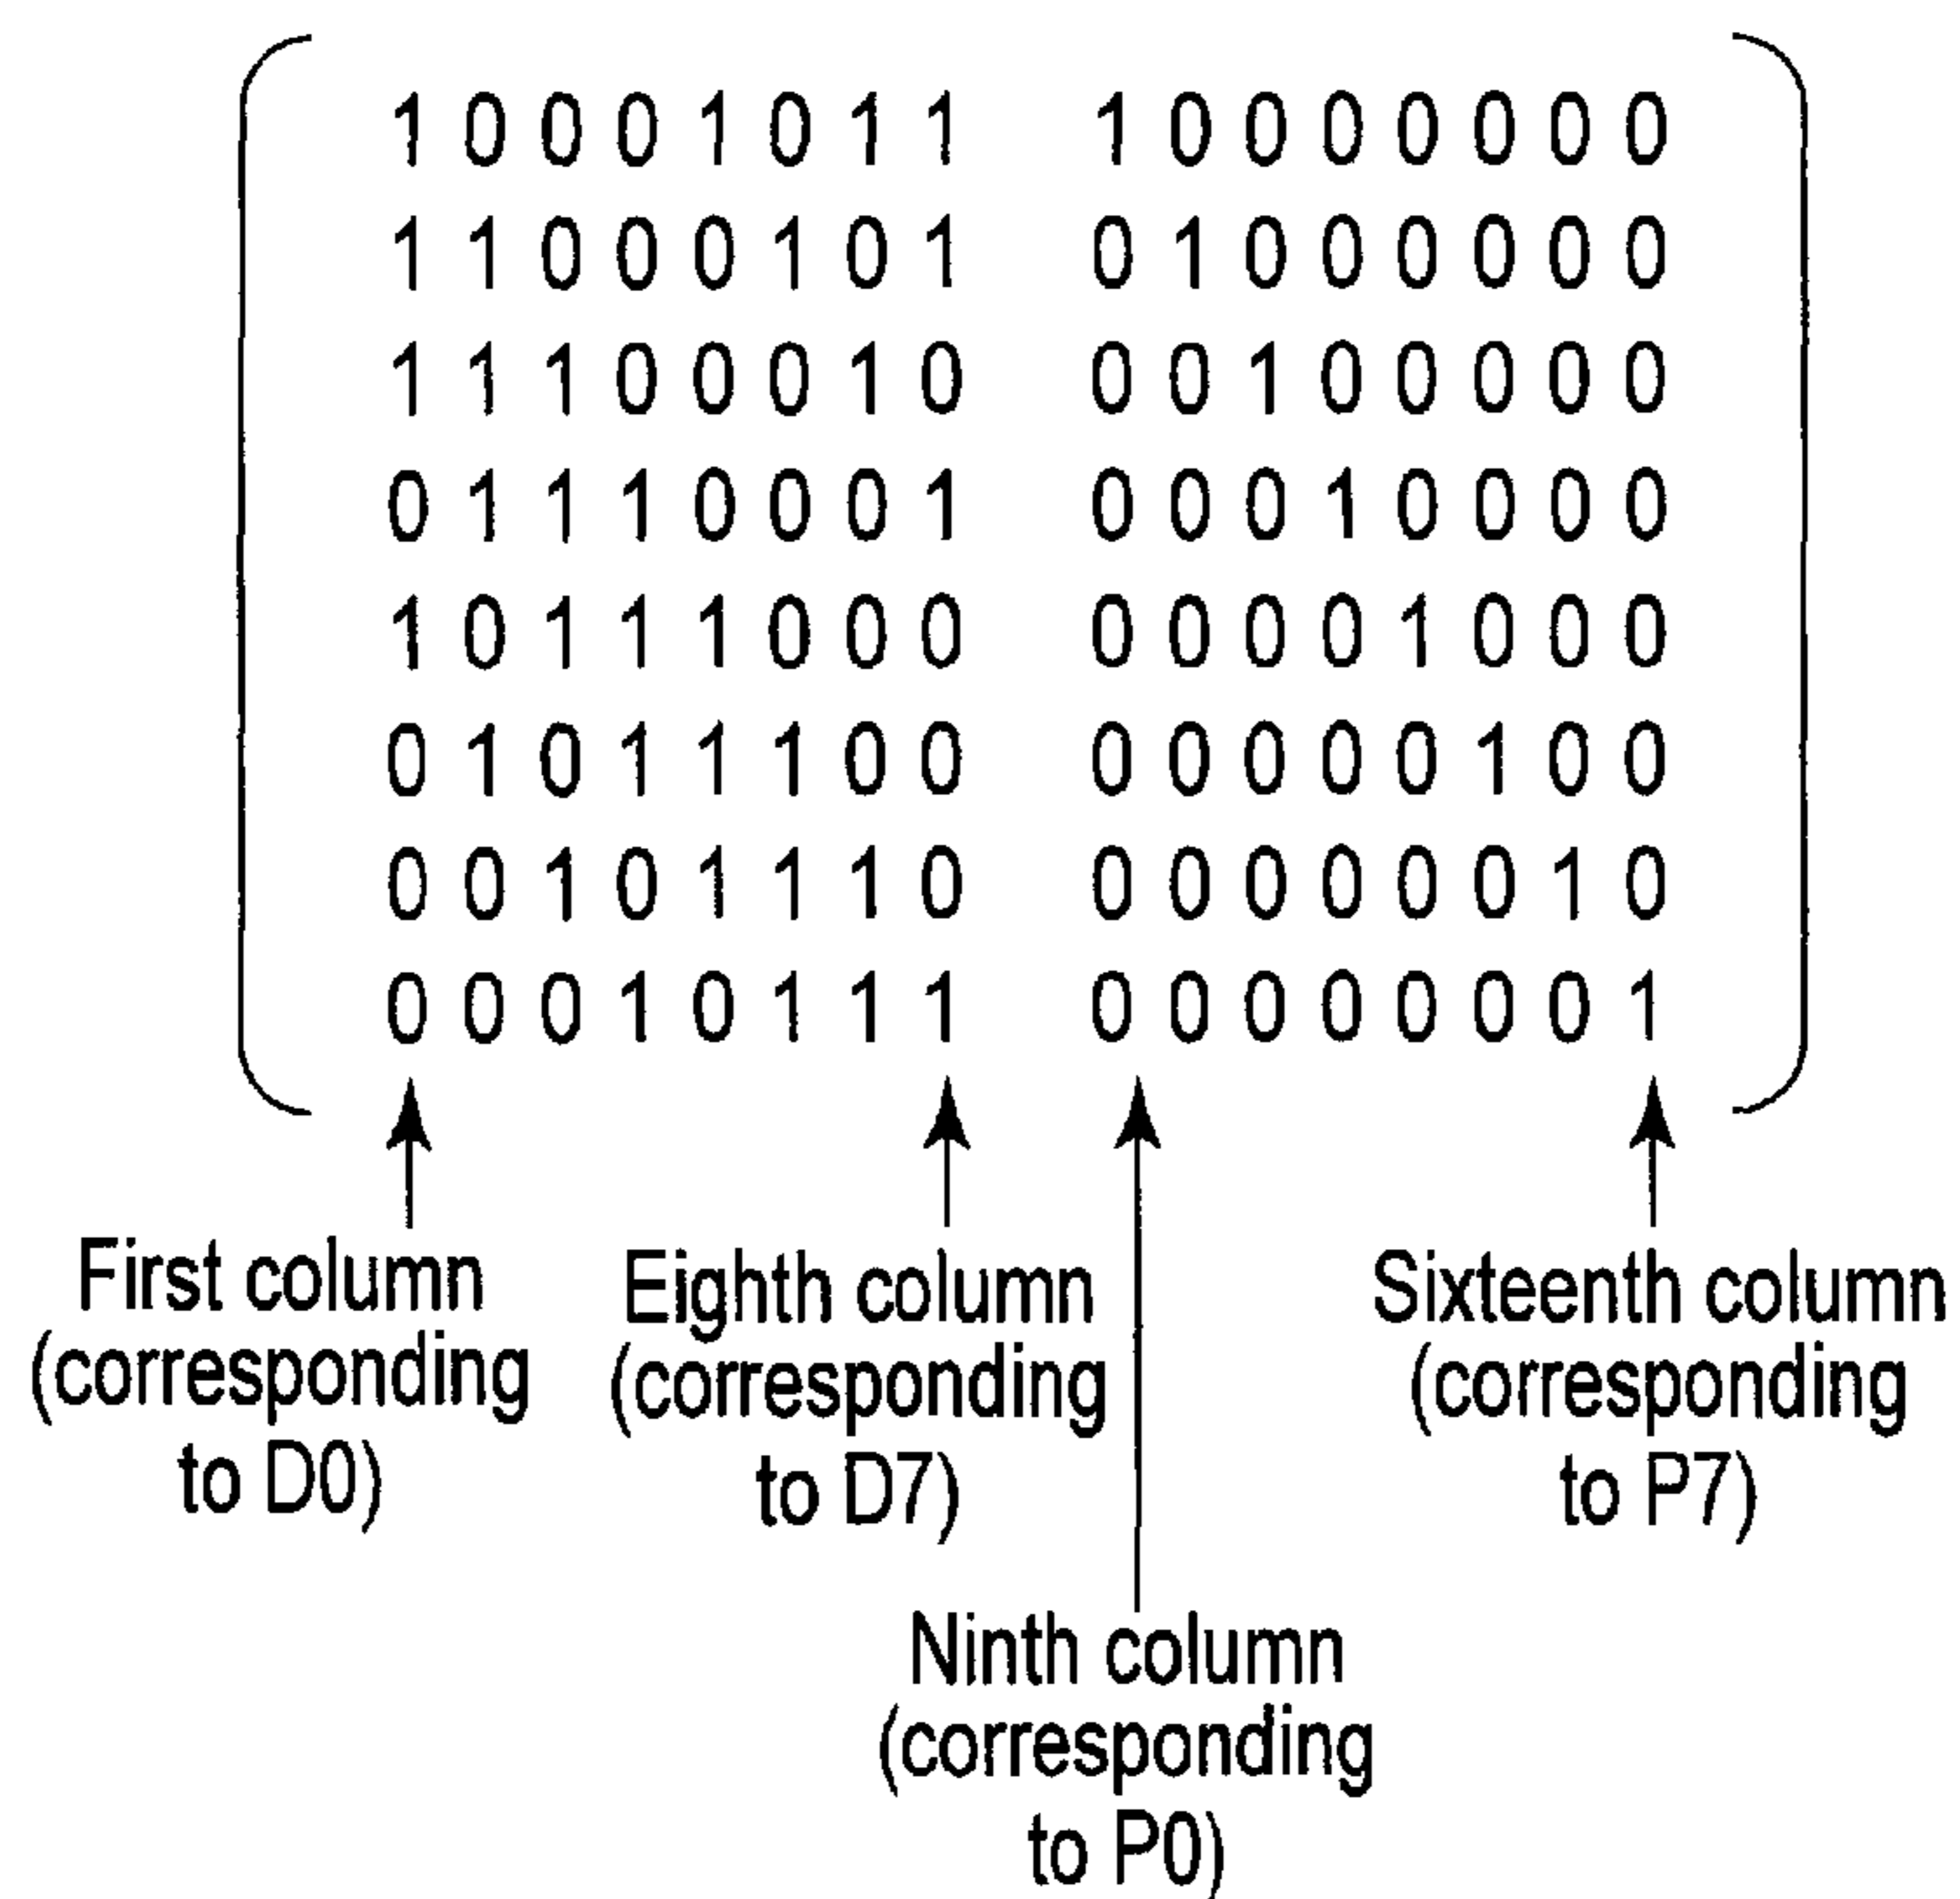 1 0 0 0 1 0 1 1 1 0 0 0 0 0 0 0
1 1 0 0 0 1 0 1 0 1 0 0 0 0 0 0
1 1 1 0 0 0 1 0 0 0 1 0 0 0 0 0
0 1 1 1 0 0 0 1 0 0 0 1 0 0 0 0
1 0 1 1 1 0 0 0 0 0 0 0 1 0 0 0
0 1 0 1 1 1 0 0 0 0 0 0 0 1 0 0
0 0 1 0 1 1 1 0 0 0 0 0 0 0 1 0
0 0 0 1 0 1 1 1 0 0 0 0 0 0 0 1
First column
(corresponding
to D0)
Eighth column
(corresponding
to D7)
Sixteenth column
(corresponding
to P7)
Ninth column
(corresponding
to P0)